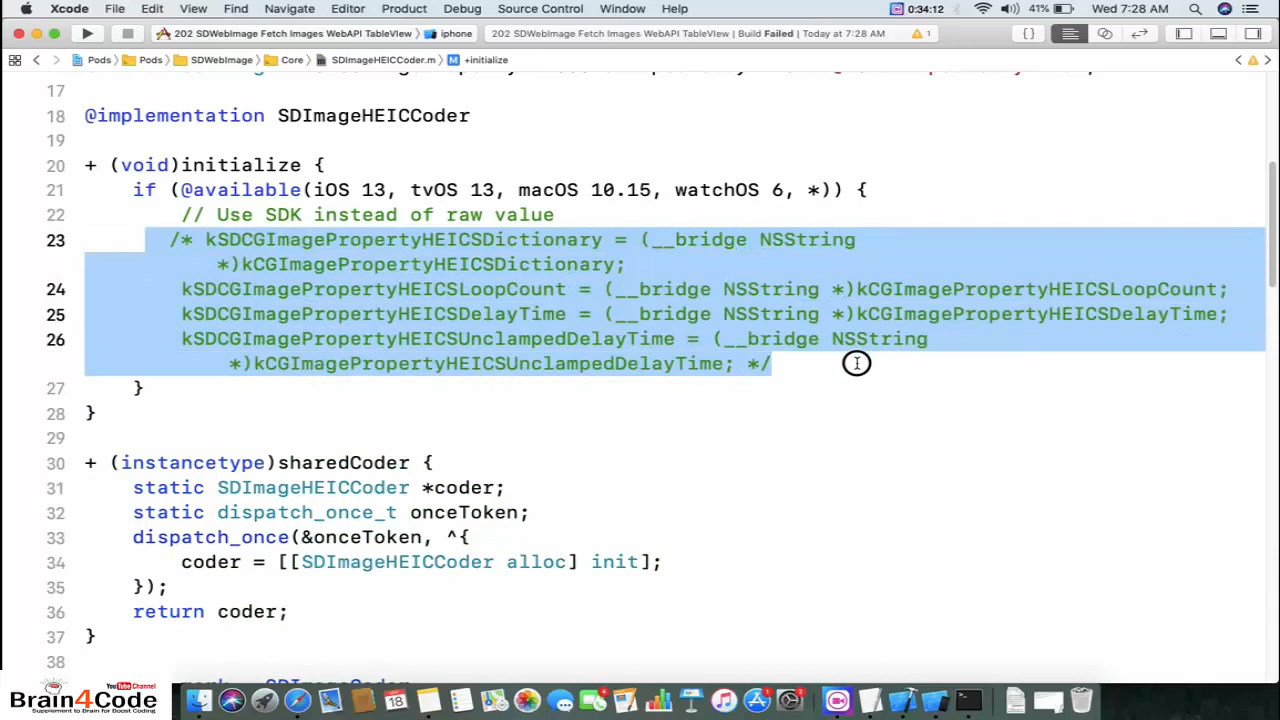 Xcode File Edit View Find Navigate Editor Product Debug Source Control Window Help 0:34:12 41% Wed 7:28 AM
202 SDWebImage Fetch Images WebAPI TableVIew iphone 202 SDWebImage Fetch Images WebAPI TableVIew | Build Failed | Today at 7:28 AM 1
Pods Pods SDWebImage Core SDImageHEICCoder.m M +initialize
17
18 @implementation SDImageHEICCoder
19
20 + (void)initialize {
21 if (@available(iOS 13, tvOS 13, macOS 10.15, watchOS 6, *)) {
22 // Use SDK instead of raw value
23 /* kSDCGImagePropertyHEICSDictionary = (__bridge NSString
*)kCGImagePropertyHEICSDictionary;
24 kSDCGImagePropertyHEICSLoopCount = (__bridge NSString *)kCGImagePropertyHEICSLoopCount;
25 kSDCGImagePropertyHEICSDelayTime = (__bridge NSString *)kCGImagePropertyHEICSDelayTime;
26 kSDCGImagePropertyHEICSUnclampedDelayTime = (__bridge NSString
*)kCGImagePropertyHEICSUnclampedDelayTime; */
27 }
28 }
29
30 + (instancetype)sharedCoder {
31 static SDImageHEICCoder *coder;
32 static dispatch_once_t onceToken;
33 dispatch_once(&onceToken, ^{
34 coder = [[SDImageHEICCoder alloc] init];
35 });
36 return coder;
37 }
38
YouTube Channel
Brain4Code
Supplement to Brain for Boost Coding